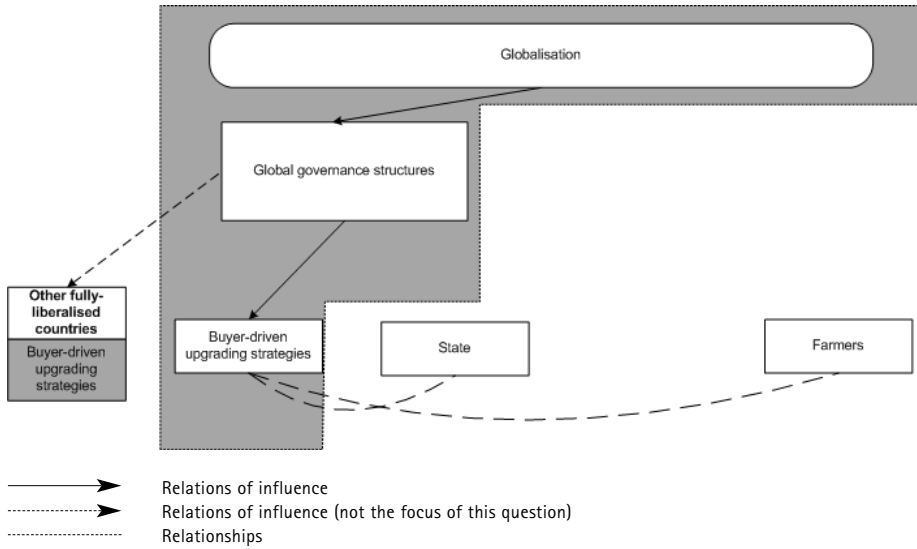 Globalisation
Global governance structures
Other fully-
liberalised
countries
Buyer-driven
upgrading
strategies
Buyer-driven
upgrading strategies
State
Farmers
Relations of influence
Relations of influence (not the focus of this question)
Relationships